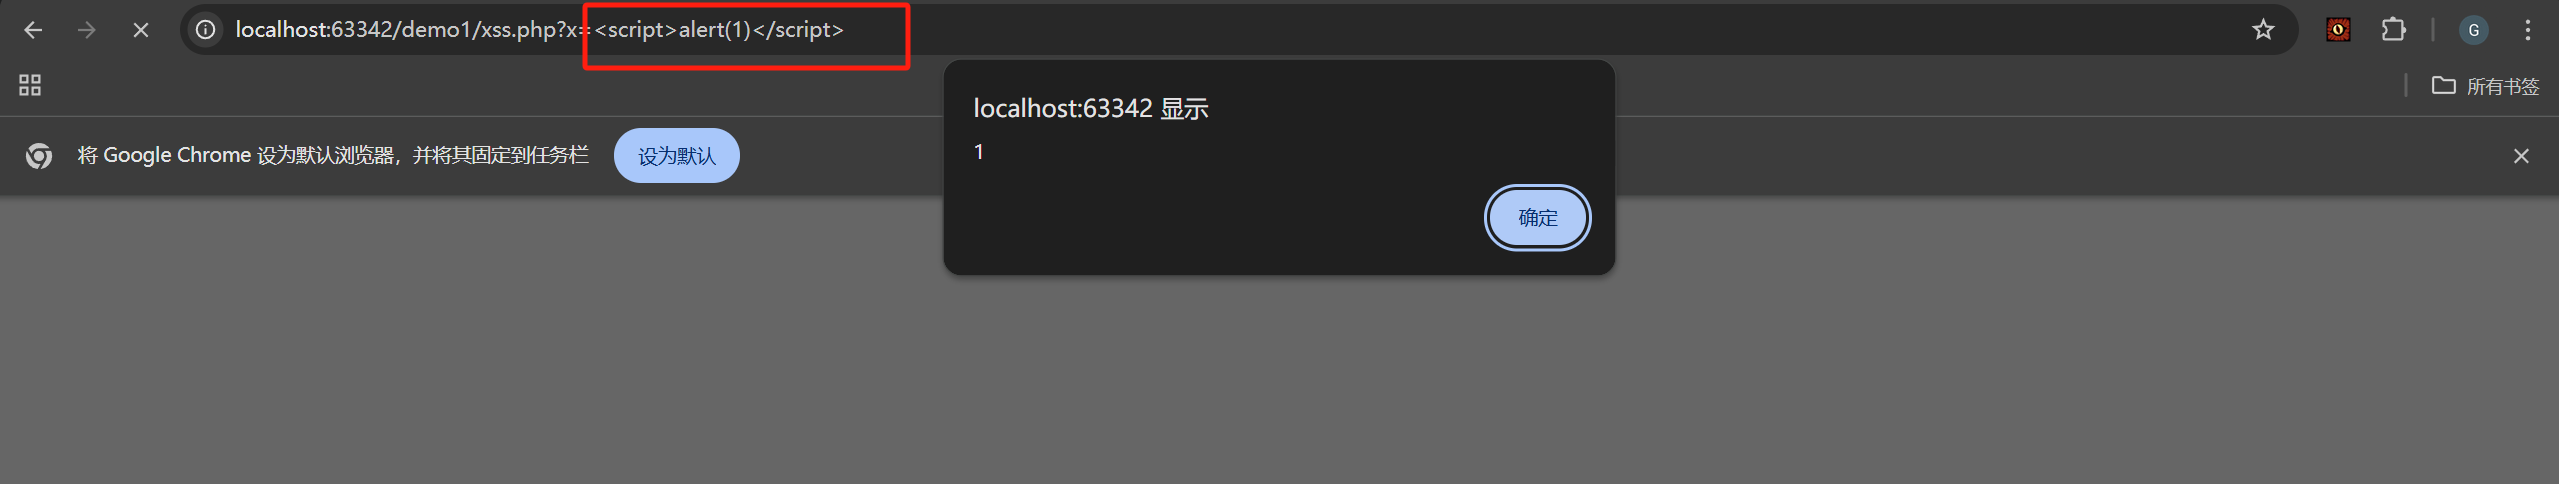 localhost:63342/demo1/xss.php?x=<script>alert(1)</script>
G
所有书签
localhost:63342 显示
1
确定
将 Google Chrome 设为默认浏览器，并将其固定到任务栏
设为默认